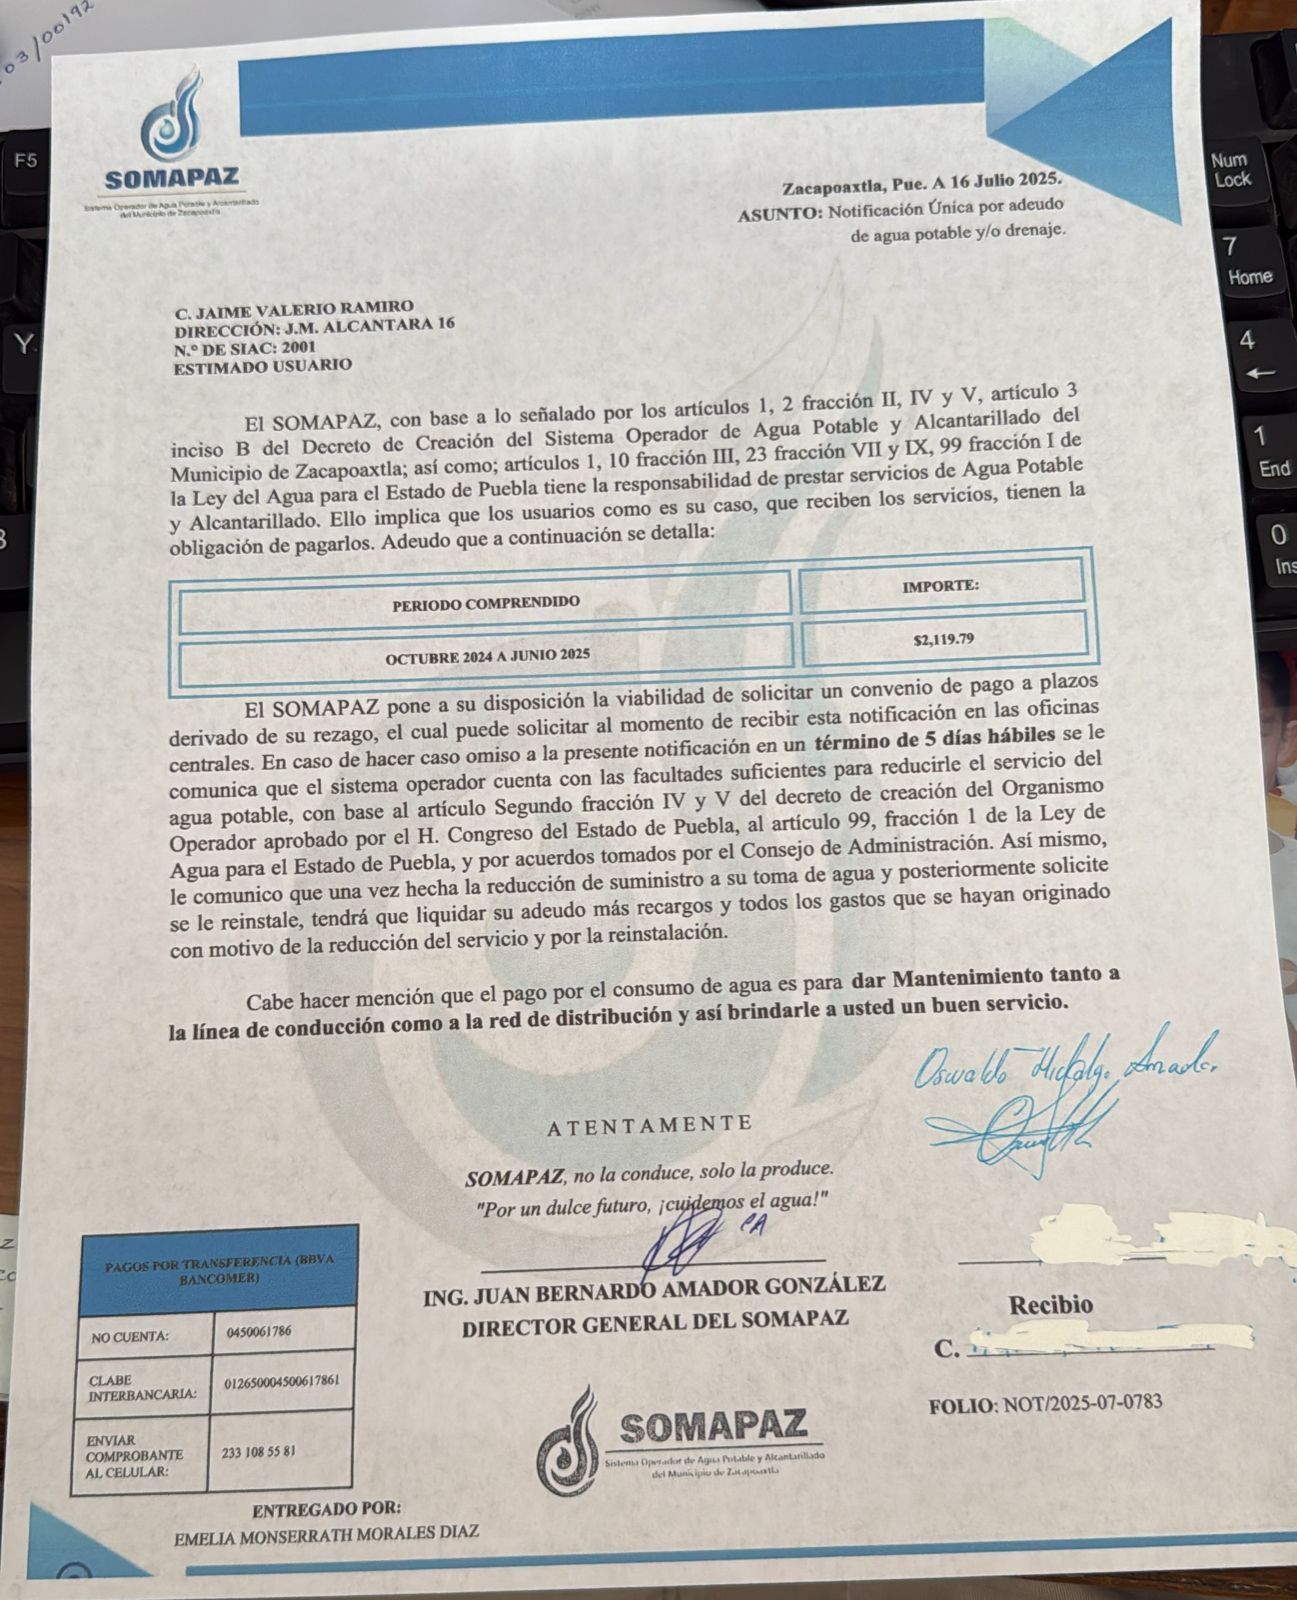 03/00192
SOMAPAZ
Sistema Operador de Agua Potable y Alcantarillado
del Municipio de Zacapoaxtla
Zacapoaxtla, Pue. A 16 Julio 2025.
ASUNTO: Notificación Única por adeudo
de agua potable y/o drenaje.
C. JAIME VALERIO RAMIRO
DIRECCIÓN: J.M. ALCANTARA 16
N.º DE SIAC: 2001
ESTIMADO USUARIO
El SOMAPAZ, con base a lo señalado por los artículos 1, 2 fracción II, IV y V, artículo 3
inciso B del Decreto de Creación del Sistema Operador de Agua Potable y Alcantarillado del
Municipio de Zacapoaxtla; así como; artículos 1, 10 fracción III, 23 fracción VII y IX, 99 fracción I de
la Ley del Agua para el Estado de Puebla tiene la responsabilidad de prestar servicios de Agua Potable
y Alcantarillado. Ello implica que los usuarios como es su caso, que reciben los servicios, tienen la
obligación de pagarlos. Adeudo que a continuación se detalla:
PERIODO COMPRENDIDO
IMPORTE:
OCTUBRE 2024 A JUNIO 2025
$2,119.79
El SOMAPAZ pone a su disposición la viabilidad de solicitar un convenio de pago a plazos
derivado de su rezago, el cual puede solicitar al momento de recibir esta notificación en las oficinas
centrales. En caso de hacer caso omiso a la presente notificación en un término de 5 días hábiles se le
comunica que el sistema operador cuenta con las facultades suficientes para reducirle el servicio del
agua potable, con base al artículo Segundo fracción IV y V del decreto de creación del Organismo
Operador aprobado por el H. Congreso del Estado de Puebla, al artículo 99, fracción 1 de la Ley de
Agua para el Estado de Puebla, y por acuerdos tomados por el Consejo de Administración. Así mismo,
le comunico que una vez hecha la reducción de suministro a su toma de agua y posteriormente solicite
se le reinstale, tendrá que liquidar su adeudo más recargos y todos los gastos que se hayan originado
con motivo de la reducción del servicio y por la reinstalación.
Cabe hacer mención que el pago por el consumo de agua es para dar Mantenimiento tanto a
la línea de conducción como a la red de distribución y así brindarle a usted un buen servicio.
Oswaldo Hidalgo Amador
ATENTAMENTE
SOMAPAZ, no la conduce, solo la produce.
"Por un dulce futuro, ¡cuidemos el agua!"
PA
ING. JUAN BERNARDO AMADOR GONZÁLEZ
DIRECTOR GENERAL DEL SOMAPAZ
Recibio
C.
FOLIO: NOT/2025-07-0783
PAGOS POR TRANSFERENCIA (BBVA
BANCOMER)
NO CUENTA:
0450061786
CLABE
INTERBANCARIA:
012650004500617861
ENVIAR
COMPROBANTE
AL CELULAR:
233 108 55 81
SOMAPAZ
Sistema Operador de Agua Potable y Alcantarillado
del Municipio de Zacapoaxtla
ENTREGADO POR:
EMELIA MONSERRATH MORALES DIAZ
F5
Y
Num
Lock
7
Home
4
1
End
0
Ins